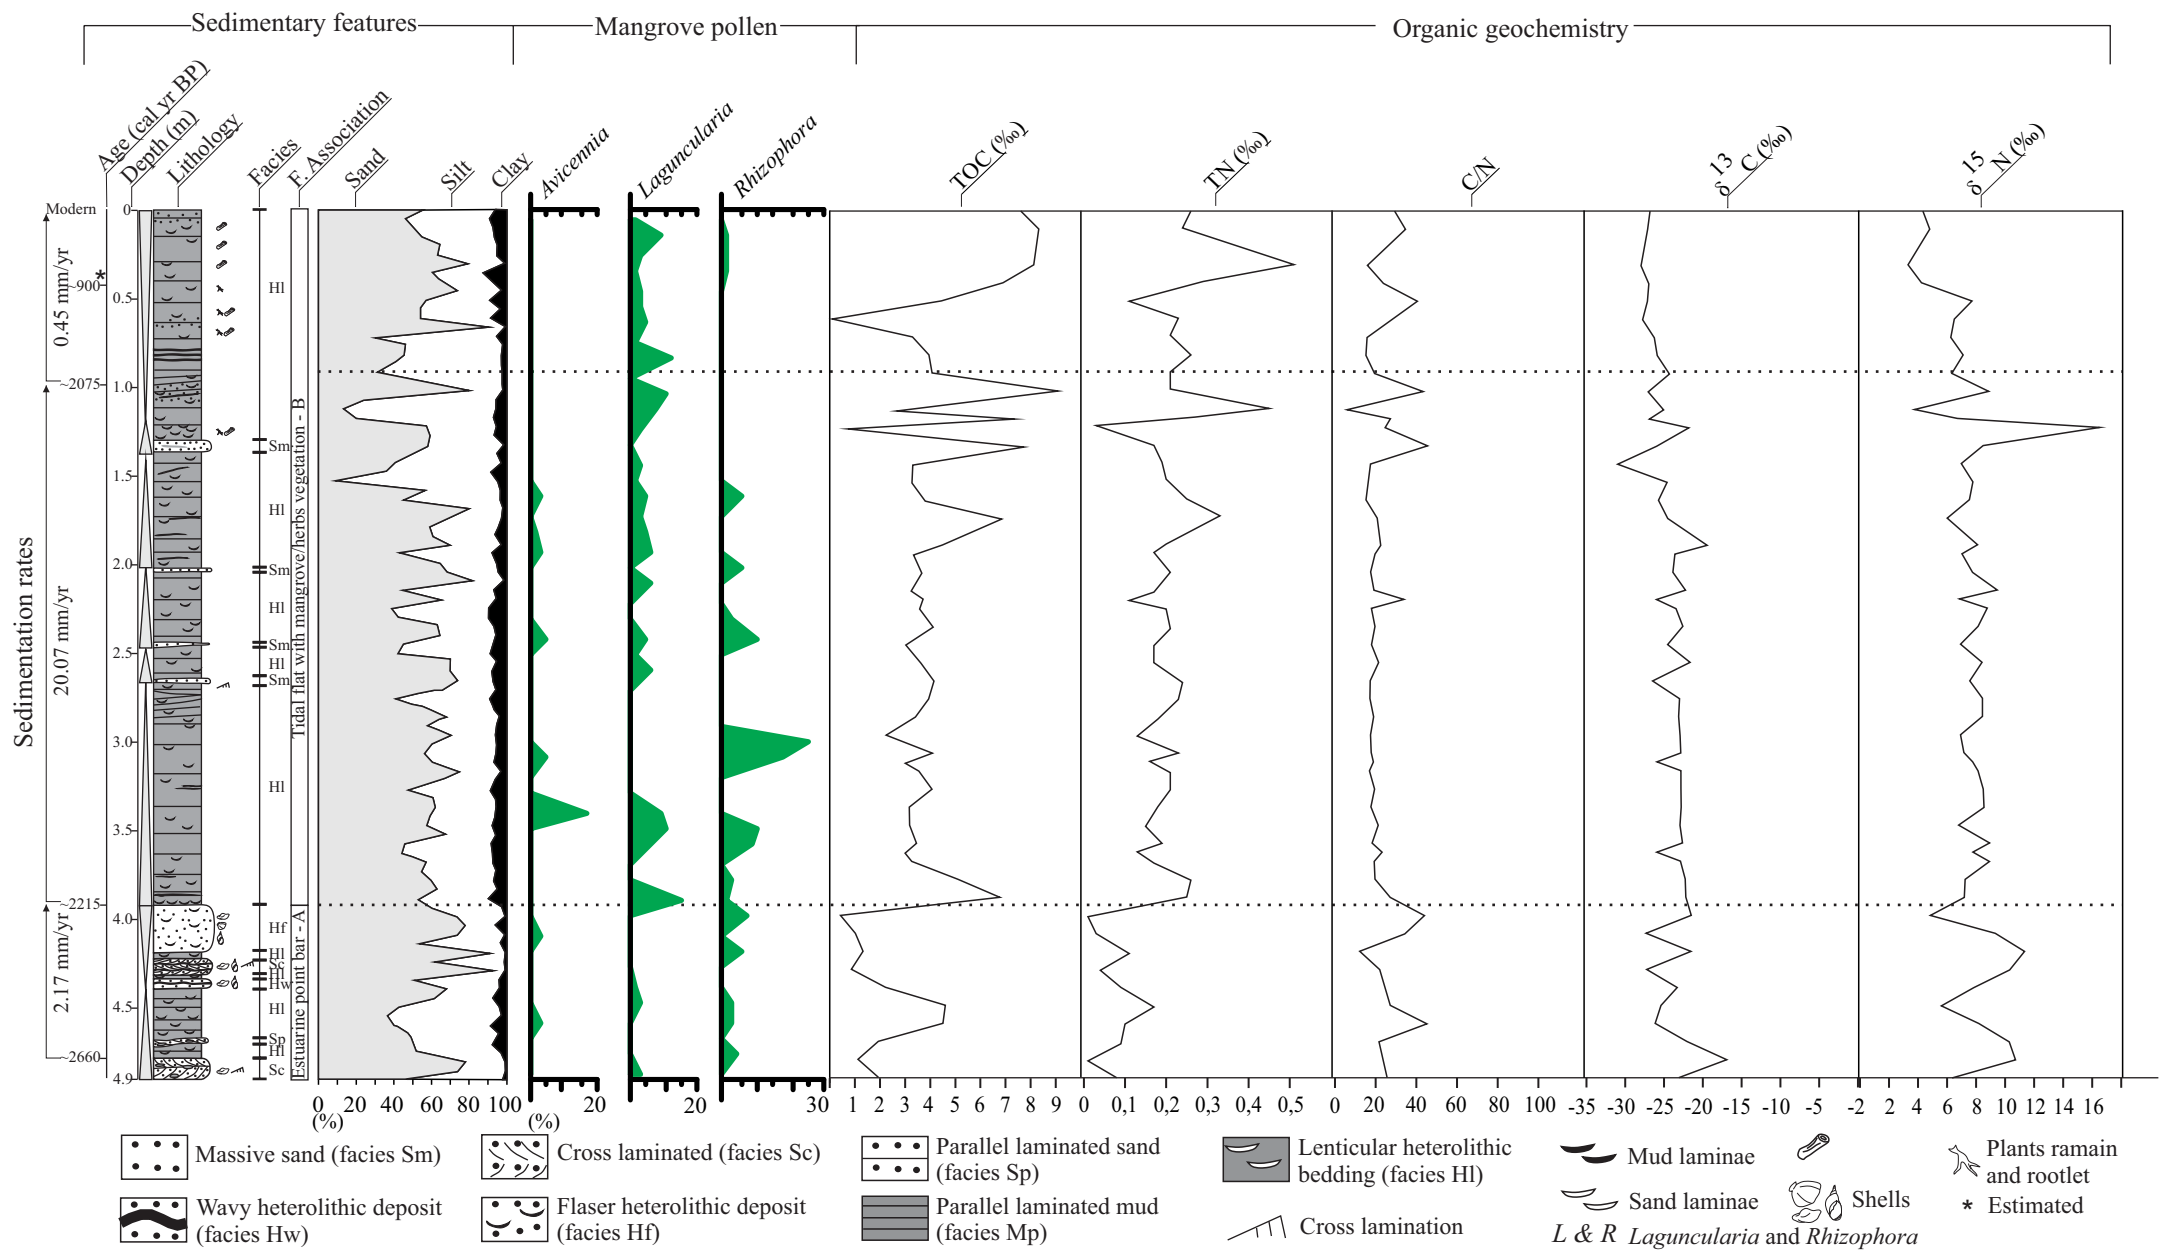 Sedimentary features
Mangrove pollen
Organic geochemistry
Age (cal yr BP)
Depth (m)
Lithology
Facies
F. Association
Sand
Silt
Clay
Avicennia
Laguncularia
Rhizophora
TOC (‰)
TN (‰)
C/N
δ 13 C (‰)
δ 15 N (‰)
Sedimentation rates
0.45 mm/yr
20.07 mm/yr
2.17 mm/yr
Modern
*
~900
~2075
~2215
~2660
0
0.5
1.0
1.5
2.0
2.5
3.0
3.5
4.0
4.5
4.9
Hl
Sm
Hl
Sm
Hl
Sm
Hl
Sm
Hl
Hf
Hl
Sc
Hl
Hw
Hl
Sp
Hl
Sc
Tidal flat with mangrove/herbs vegetation - B
Estuarine point bar - A
0 20 40 60 80 100
(%)
20
(%)
20
30
1 2 3 4 5 6 7 8 9
0 0,1 0,2 0,3 0,4 0,5
0 20 40 60 80 100
-35 -30 -25 -20 -15 -10 -5
-2 2 4 6 8 10 12 14 16
Massive sand (facies Sm)
Wavy heterolithic deposit
(facies Hw)
Cross laminated (facies Sc)
Flaser heterolithic deposit
(facies Hf)
Parallel laminated sand
(facies Sp)
Parallel laminated mud
(facies Mp)
Lenticular heterolithic
bedding (facies Hl)
Cross lamination
Mud laminae
Sand laminae
Shells
Plants ramain
and rootlet
* Estimated
L & R Laguncularia and Rhizophora